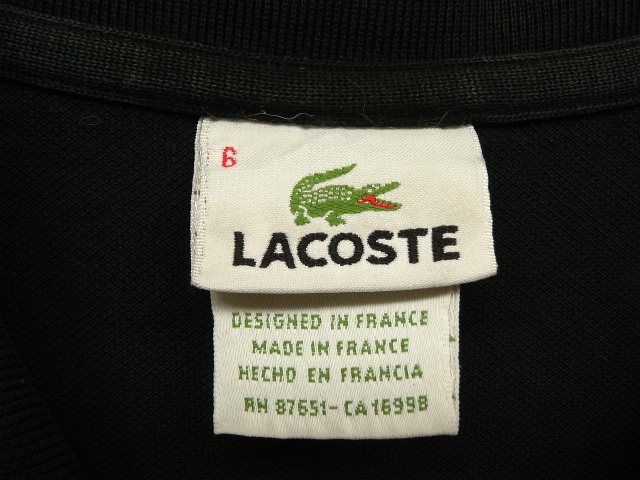 6
LACOSTE
DESIGNED IN FRANCE
MADE IN FRANCE
HECHO EN FRANCIA
RN 87651-CA 16998